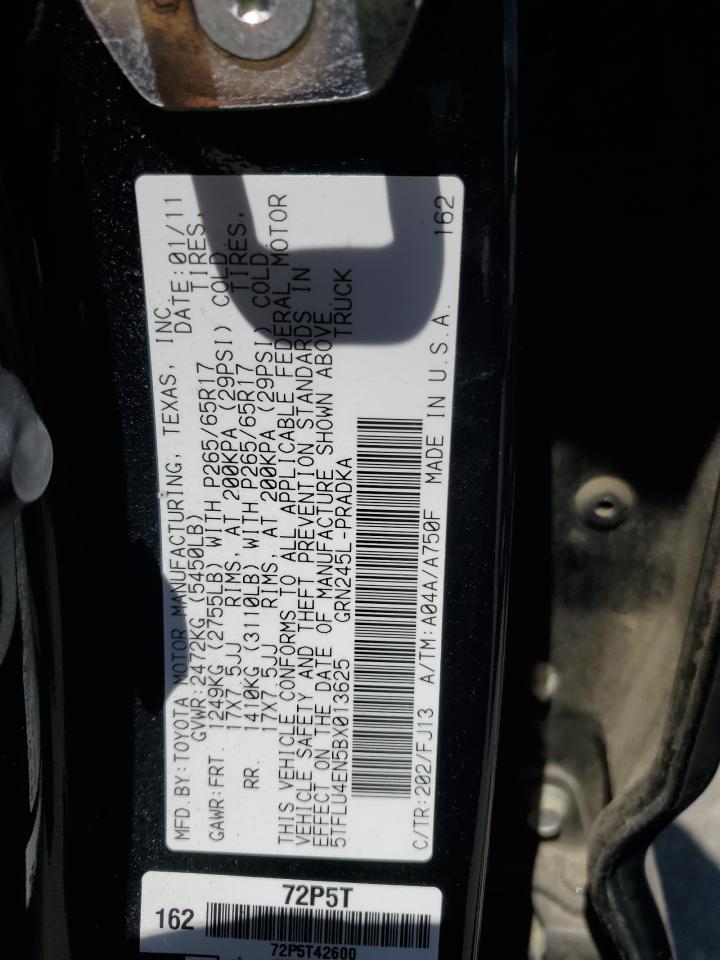 MFD.BY:TOYOTA MOTOR MANUFACTURING, TEXAS, INC.
GVWR:2472KG (5450LB) DATE:01/11
GAWR:FRT. 1249KG (2755LB) WITH P265/65R17 TIRES,
17X7.5JJ RIMS, AT 200KPA (29PSI) COLD
RR. 1410KG (3110LB) WITH P265/65R17 TIRES,
17X7.5JJ RIMS, AT 200KPA (29PSI) COLD
THIS VEHICLE CONFORMS TO ALL APPLICABLE FEDERAL MOTOR
VEHICLE SAFETY AND THEFT PREVENTION STANDARDS IN
EFFECT ON THE DATE OF MANUFACTURE SHOWN ABOVE.
5TFLU4EN5BX013625 GRN245L-PRADKA TRUCK
C/TR:202/FJ13 A/TM:A04A/A750F MADE IN U.S.A. 162
72P5T
162
72P5T42600